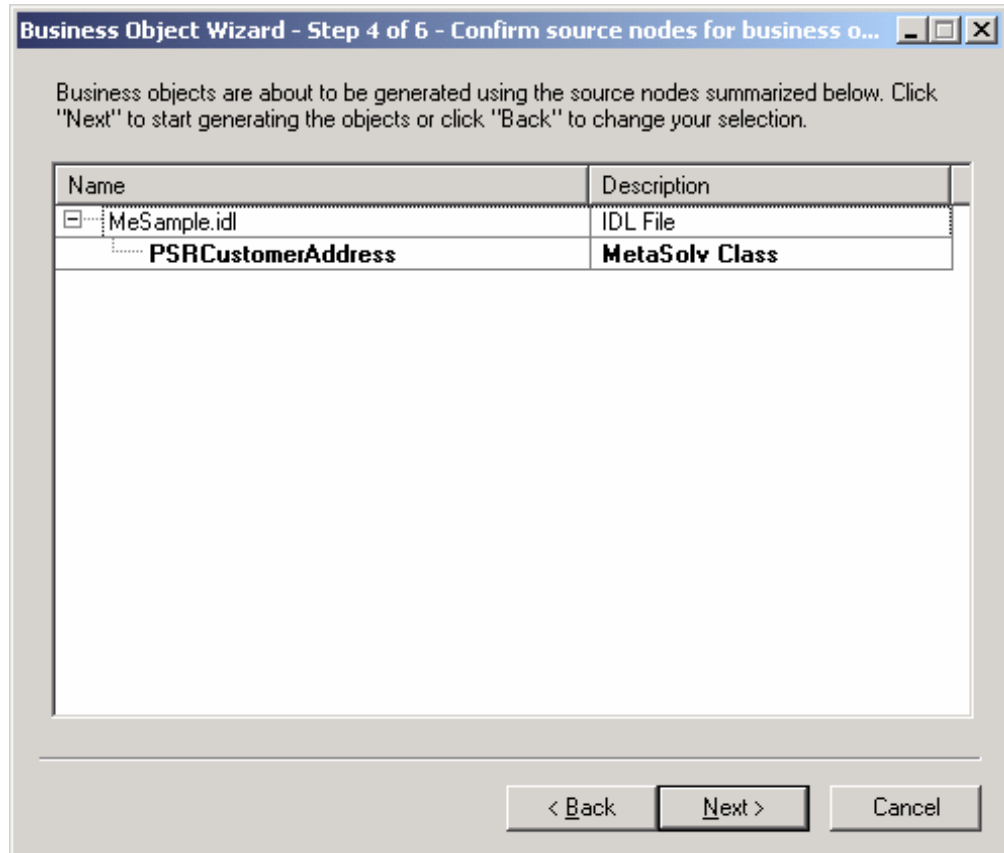 Business Object Wizard - Step 4 of 6 - Confirm source nodes for business o...
Business objects are about to be generated using the source nodes summarized below. Click
"Next" to start generating the objects or click "Back" to change your selection.
Name Description
MeSample.idl IDL File
PSRCustomerAddress MetaSolv Class
< Back Next > Cancel